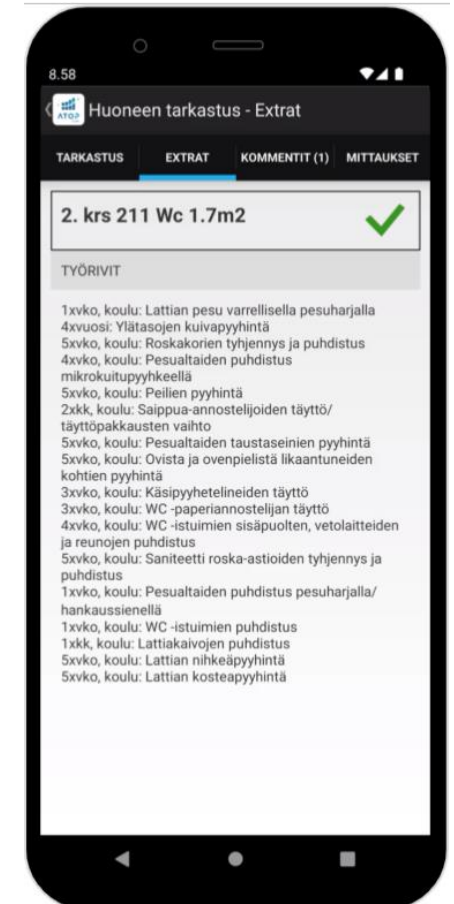 8.58
ATOP
Huoneen tarkastus - Extrat
TARKASTUS EXTRAT KOMMENTIT (1) MITTAUKSET
2. krs 211 Wc 1.7m2
TYÖRIVIT
1xvko, koulu: Lattian pesu varrellisella pesuharjalla
4xvuosi: Ylätasojen kuivapyyhintä
5xvko, koulu: Roskakorien tyhjennys ja puhdistus
4xvko, koulu: Pesualtaiden puhdistus
mikrokuitupyyhkeellä
5xvko, koulu: Peilien pyyhintä
2xkk, koulu: Saippua-annostelijoiden täyttö/
täyttöpakkausten vaihto
5xvko, koulu: Pesualtaiden taustaseinien pyyhintä
5xvko, koulu: Ovista ja ovenpielistä likaantuneiden
kohtien pyyhintä
3xvko, koulu: Käsipyyhetelineiden täyttö
3xvko, koulu: WC -paperiannostelijan täyttö
4xvko, koulu: WC -istuimien sisäpuolten, vetolaitteiden
ja reunojen puhdistus
5xvko, koulu: Saniteetti roska-astioiden tyhjennys ja
puhdistus
1xvko, koulu: Pesualtaiden puhdistus pesuharjalla/
hankaussienellä
1xvko, koulu: WC -istuimien puhdistus
1xkk, koulu: Lattiakaivojen puhdistus
5xvko, koulu: Lattian nihkeäpyyhintä
5xvko, koulu: Lattian kosteapyyhintä